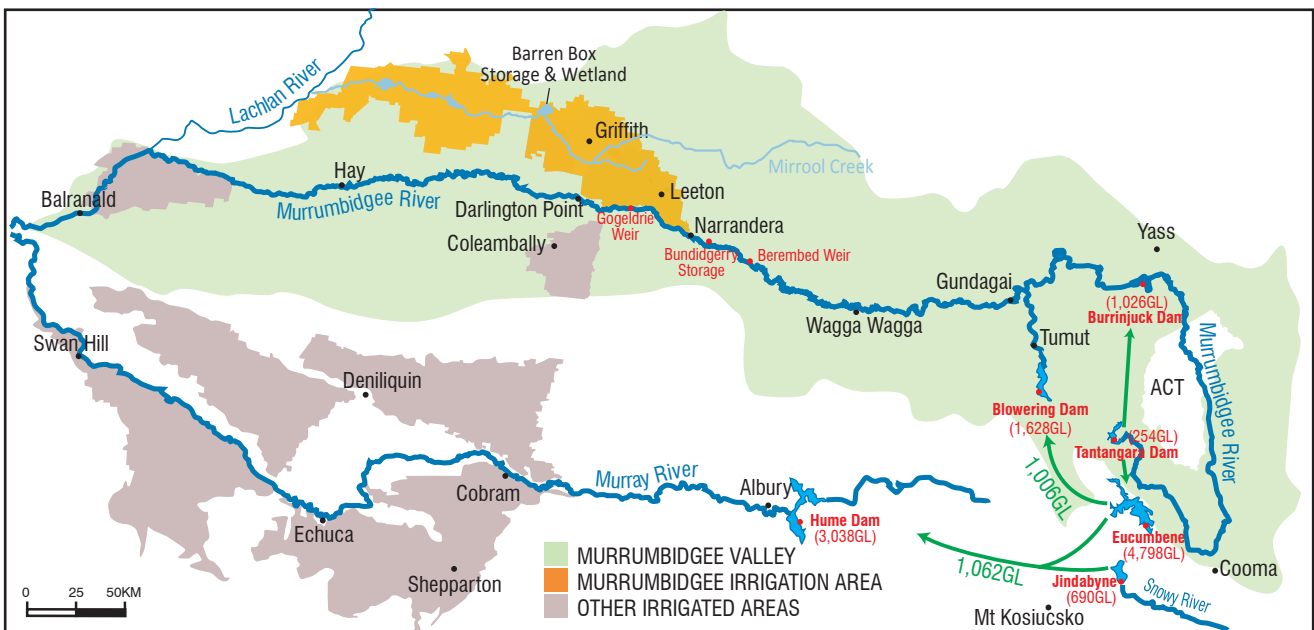 Lachlan River
Barren Box
Storage & Wetland
Griffith
Mirrool Creek
Hay
Balranald
Murrumbidgee River
Darlington Point
Leeton
Gogeldrie
Weir
Narrandera
Coleambally
Bundidgerry
Storage
Berembed Weir
Yass
Gundagai
(1,026GL)
Burrinjuck Dam
Wagga Wagga
Tumut
Murrumbidgee River
Swan Hill
Deniliquin
ACT
Blowering Dam
(1,628GL)
(254GL)
Tantangara Dam
1,006GL
Murray River
Albury
Cobram
Hume Dam
(3,038GL)
Echuca
Eucumbene
(4,798GL)
1,062GL
Shepparton
Jindabyne
(690GL)
Cooma
Snowy River
Mt Kosiucsko
MURRUMBIDGEE VALLEY
MURRUMBIDGEE IRRIGATION AREA
OTHER IRRIGATED AREAS
0 25 50KM